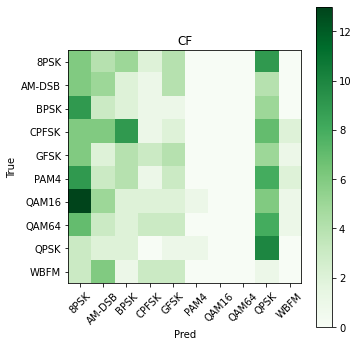 CF
True
8PSK
AM-DSB
BPSK
CPFSK
GFSK
PAM4
QAM16
QAM64
QPSK
WBFM
8PSK
AM-DSB
BPSK
CPFSK
GFSK
PAM4
QAM16
QAM64
QPSK
WBFM
Pred
12
10
8
6
4
2
0